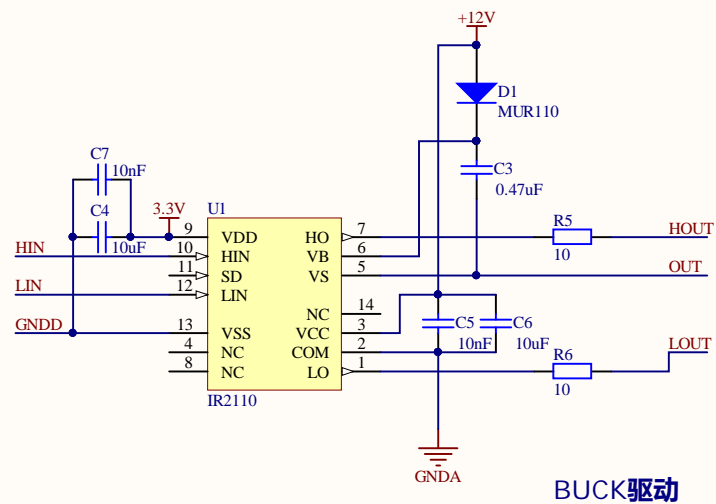 +12V
D1
MUR110
C7
10nF
C3
0.47uF
C4
10uF
3.3V
U1
9 VDD HO 7 R5 HOUT
HIN 10 HIN VB 6 10
11 SD VS 5 OUT
LIN 12 LIN
NC 14
GNDD 13 VSS VCC 3 C5 C6
4 NC COM 2 10nF 10uF
8 NC LO 1 R6 LOUT
10
IR2110
GNDA
BUCK驱动